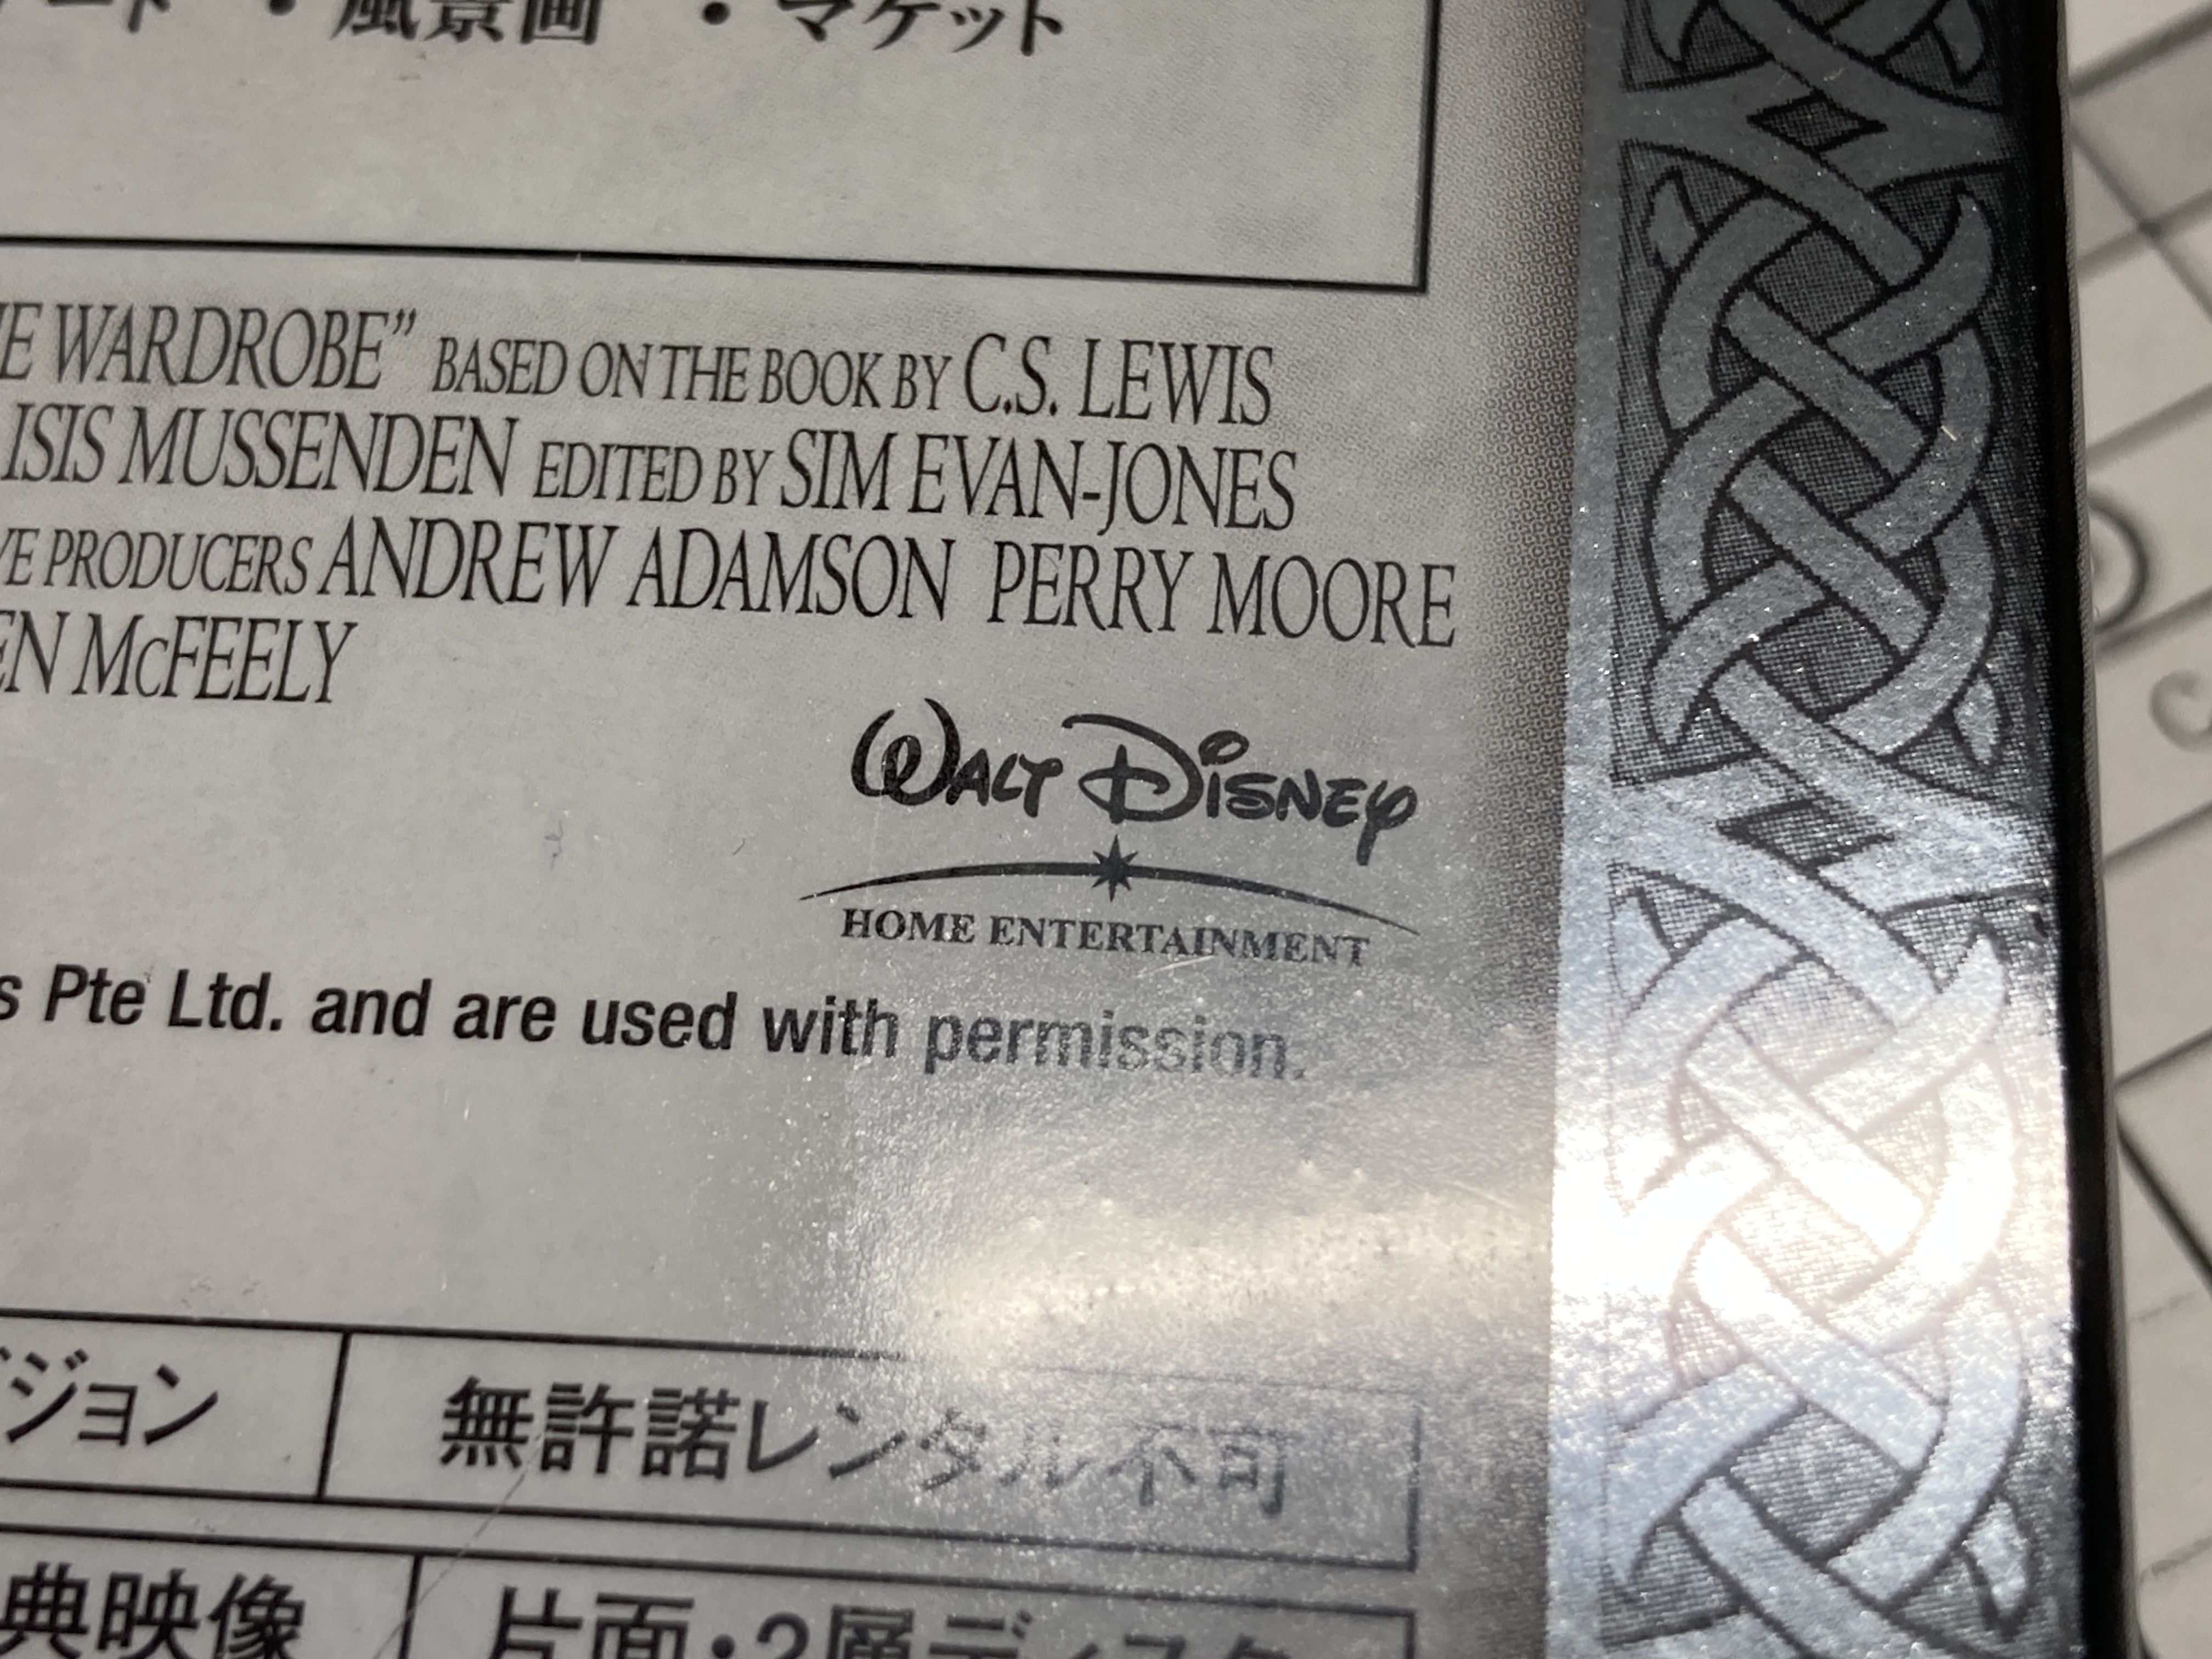 ・風景画 ・マケット
WARDROBE” BASED ON THE BOOK BY C.S. LEWIS
ISIS MUSSENDEN EDITED BY SIM EVAN-JONES
PRODUCERS ANDREW ADAMSON PERRY MOORE
McFEELY
WALT DISNEY
HOME ENTERTAINMENT
Pte Ltd. and are used with permission.
ジョン
無許諾レンタル不可
典映像
片面・2層ディスク